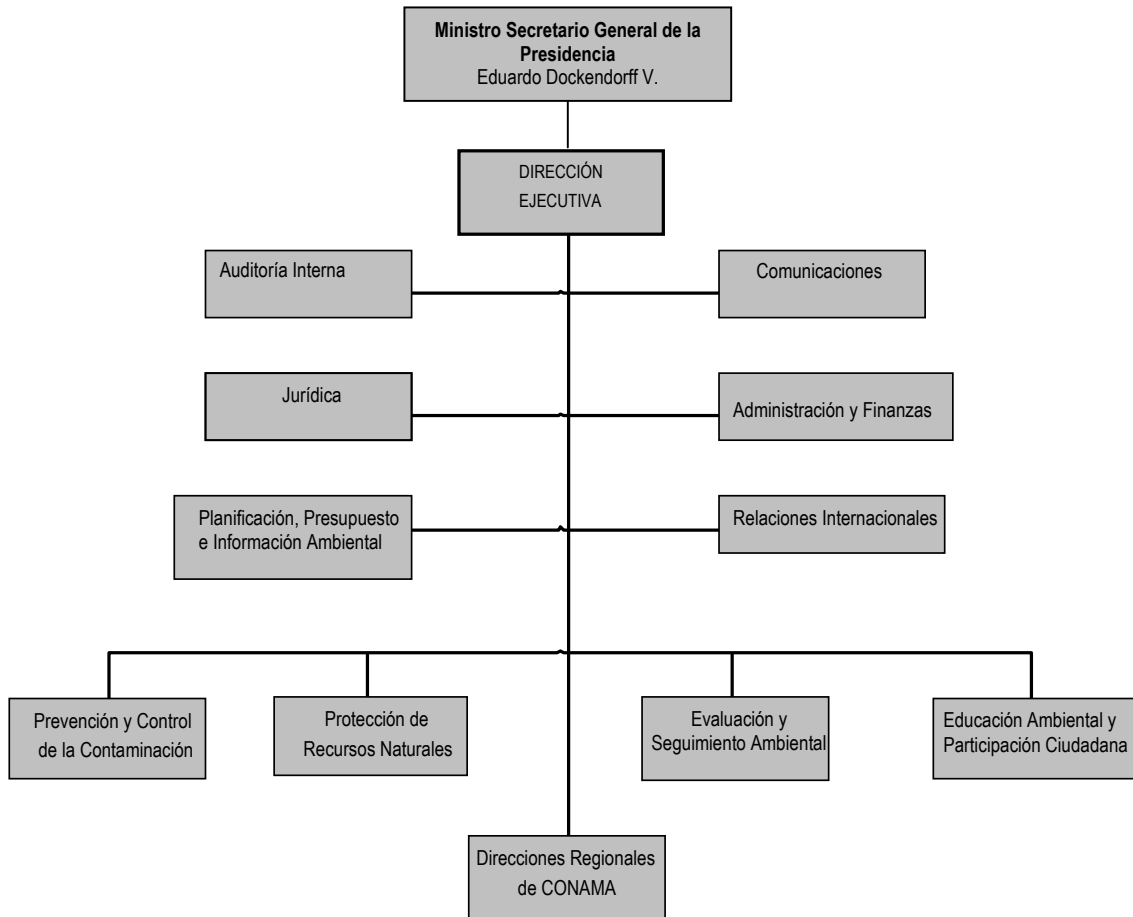 Ministro Secretario General de la
Presidencia
Eduardo Dockendorff V.
DIRECCIÓN
EJECUTIVA
Auditoría Interna
Comunicaciones
Jurídica
Administración y Finanzas
Planificación, Presupuesto
e Información Ambiental
Relaciones Internacionales
Prevención y Control
de la Contaminación
Protección de
Recursos Naturales
Evaluación y
Seguimiento Ambiental
Educación Ambiental y
Participación Ciudadana
Direcciones Regionales
de CONAMA